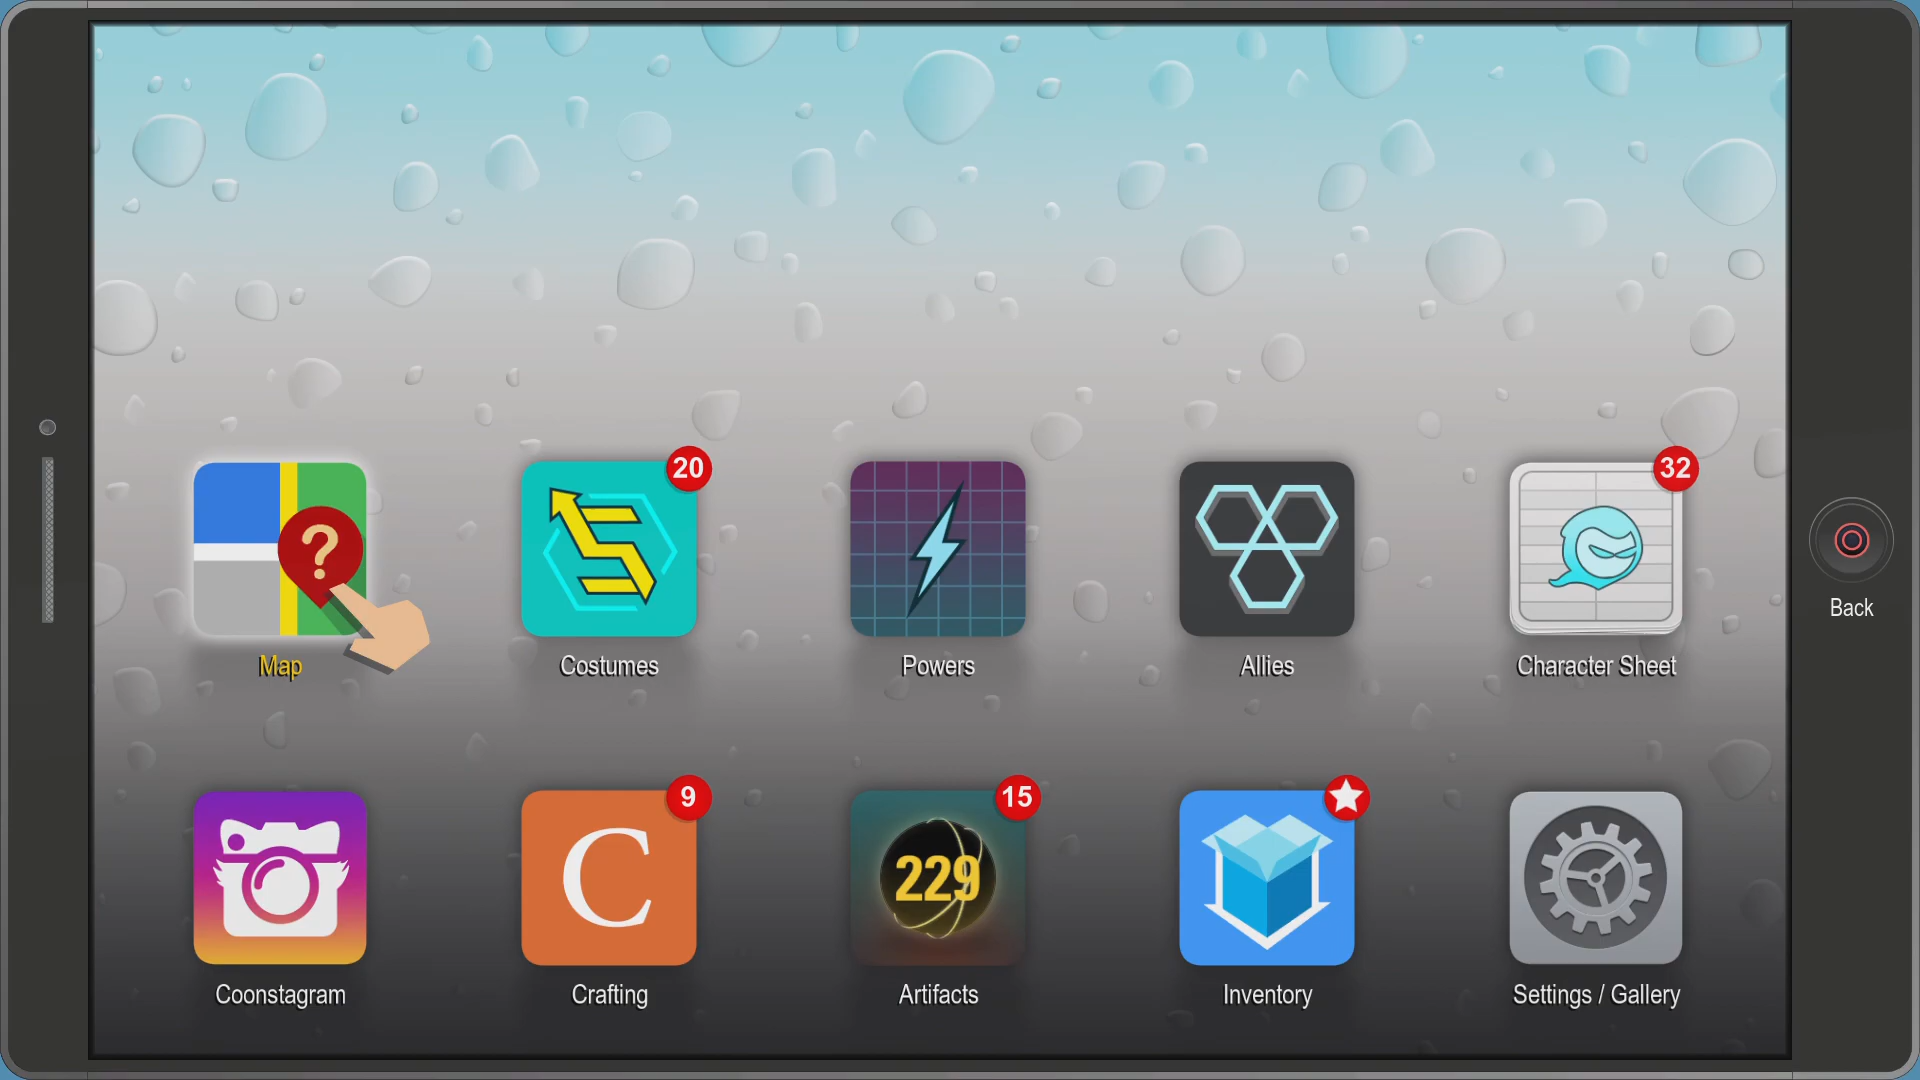 20
32
?
Map
Costumes
Powers
Allies
Character Sheet
Back
9
15
C
229
Coonstagram
Crafting
Artifacts
Inventory
Settings / Gallery